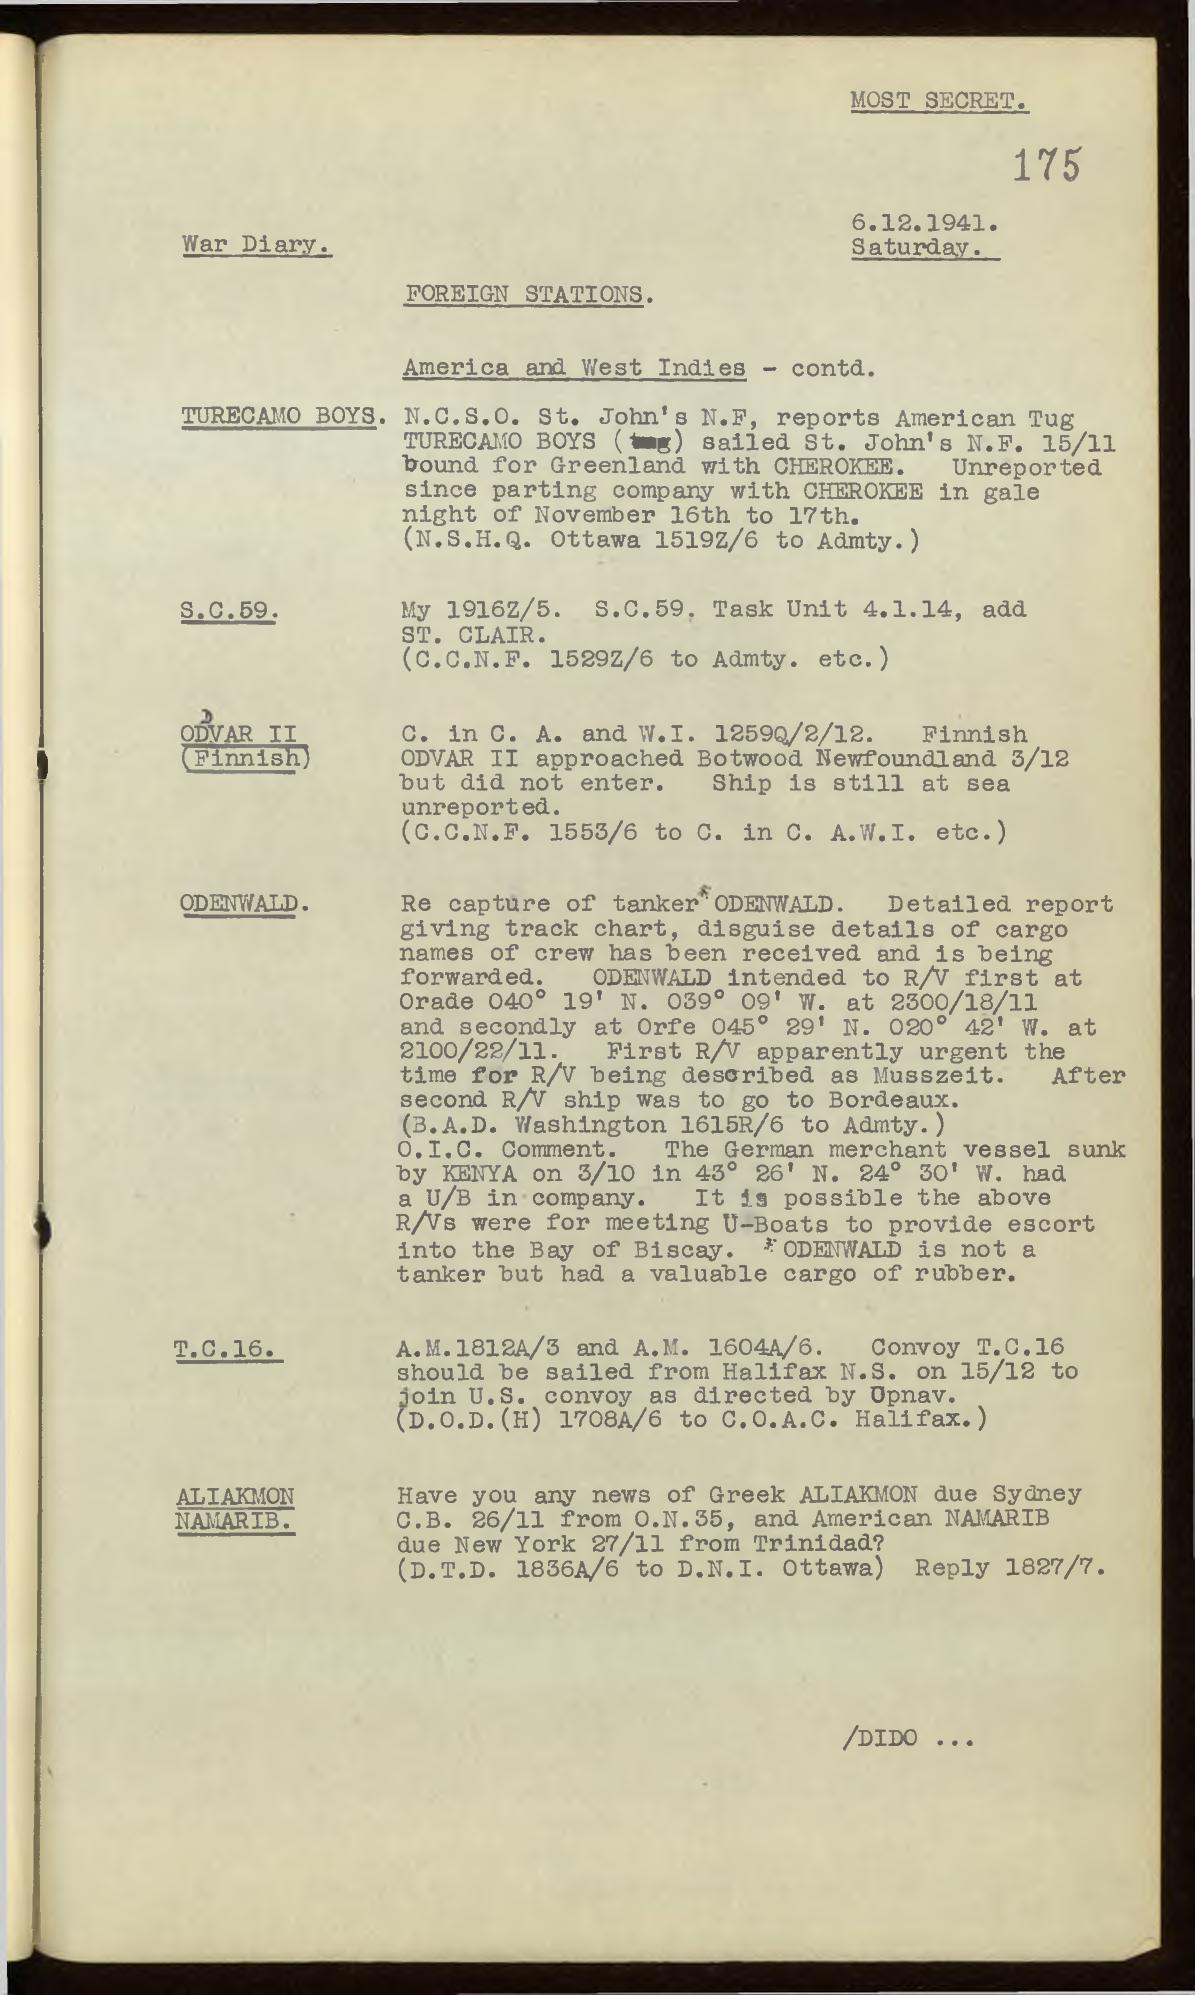 MOST SECRET.
175
6.12.1941.
War Diary.
Saturday.
FOREIGN STATIONS.
America and West Indies - contd.
TURECAMO BOYS. N.C.S.O. St. John's N.F, reports American Tug
TURECAMO BOYS (tug) sailed St. John's N.F. 15/11
bound for Greenland with CHEROKEE. Unreported
since parting company with CHEROKEE in gale
night of November 16th to 17th.
(N.S.H.Q. Ottawa 1519Z/6 to Admty.)
S.C.59. My 1916Z/5. S.C.59. Task Unit 4.1.14, add
ST. CLAIR.
(C.C.N.F. 1529Z/6 to Admty. etc.)
D
ODVAR II C. in C. A. and W.I. 1259Q/2/12. Finnish
(Finnish) ODVAR II approached Botwood Newfoundland 3/12
but did not enter. Ship is still at sea
unreported.
(C.C.N.F. 1553/6 to C. in C. A.W.I. etc.)
ODENWALD. Re capture of tanker* ODENWALD. Detailed report
giving track chart, disguise details of cargo
names of crew has been received and is being
forwarded. ODENWALD intended to R/V first at
Orade 040° 19' N. 039° 09' W. at 2300/18/11
and secondly at Orfe 045° 29' N. 020° 42' W. at
2100/22/11. First R/V apparently urgent the
time for R/V being described as Musszeit. After
second R/V ship was to go to Bordeaux.
(B.A.D. Washington 1615R/6 to Admty.)
O.I.C. Comment. The German merchant vessel sunk
by KENYA on 3/10 in 43° 26' N. 24° 30' W. had
a U/B in company. It is possible the above
R/Vs were for meeting U-Boats to provide escort
into the Bay of Biscay. * ODENWALD is not a
tanker but had a valuable cargo of rubber.
T.C.16. A.M.1812A/3 and A.M. 1604A/6. Convoy T.C.16
should be sailed from Halifax N.S. on 15/12 to
join U.S. convoy as directed by Opnav.
(D.O.D.(H) 1708A/6 to C.O.A.C. Halifax.)
ALIAKMON Have you any news of Greek ALIAKMON due Sydney
NAMARIB. C.B. 26/11 from O.N.35, and American NAMARIB
due New York 27/11 from Trinidad?
(D.T.D. 1836A/6 to D.N.I. Ottawa) Reply 1827/7.
/DIDO ...